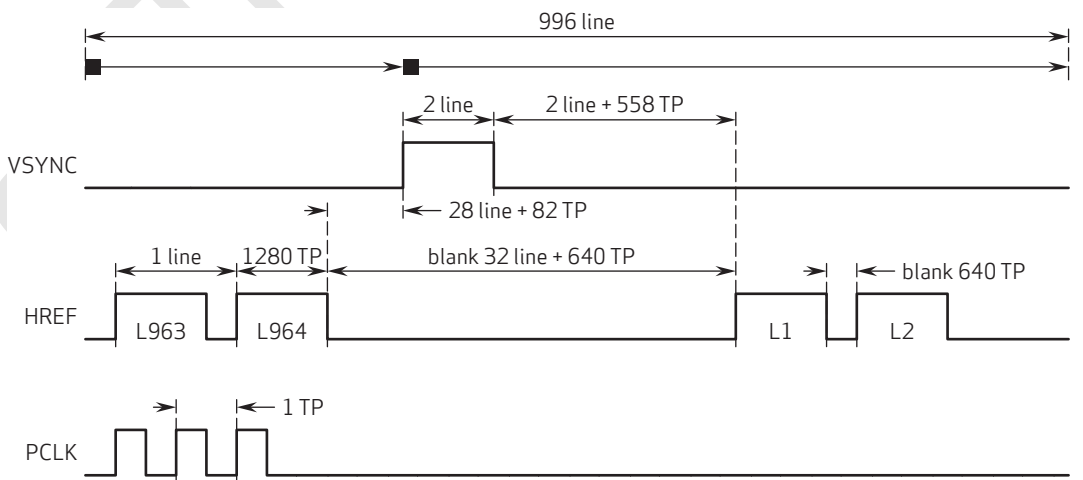 996 line
2 line
2 line + 558 TP
VSYNC
28 line + 82 TP
1 line
1280 TP
blank 32 line + 640 TP
blank 640 TP
HREF
L963
L964
L1
L2
1 TP
PCLK